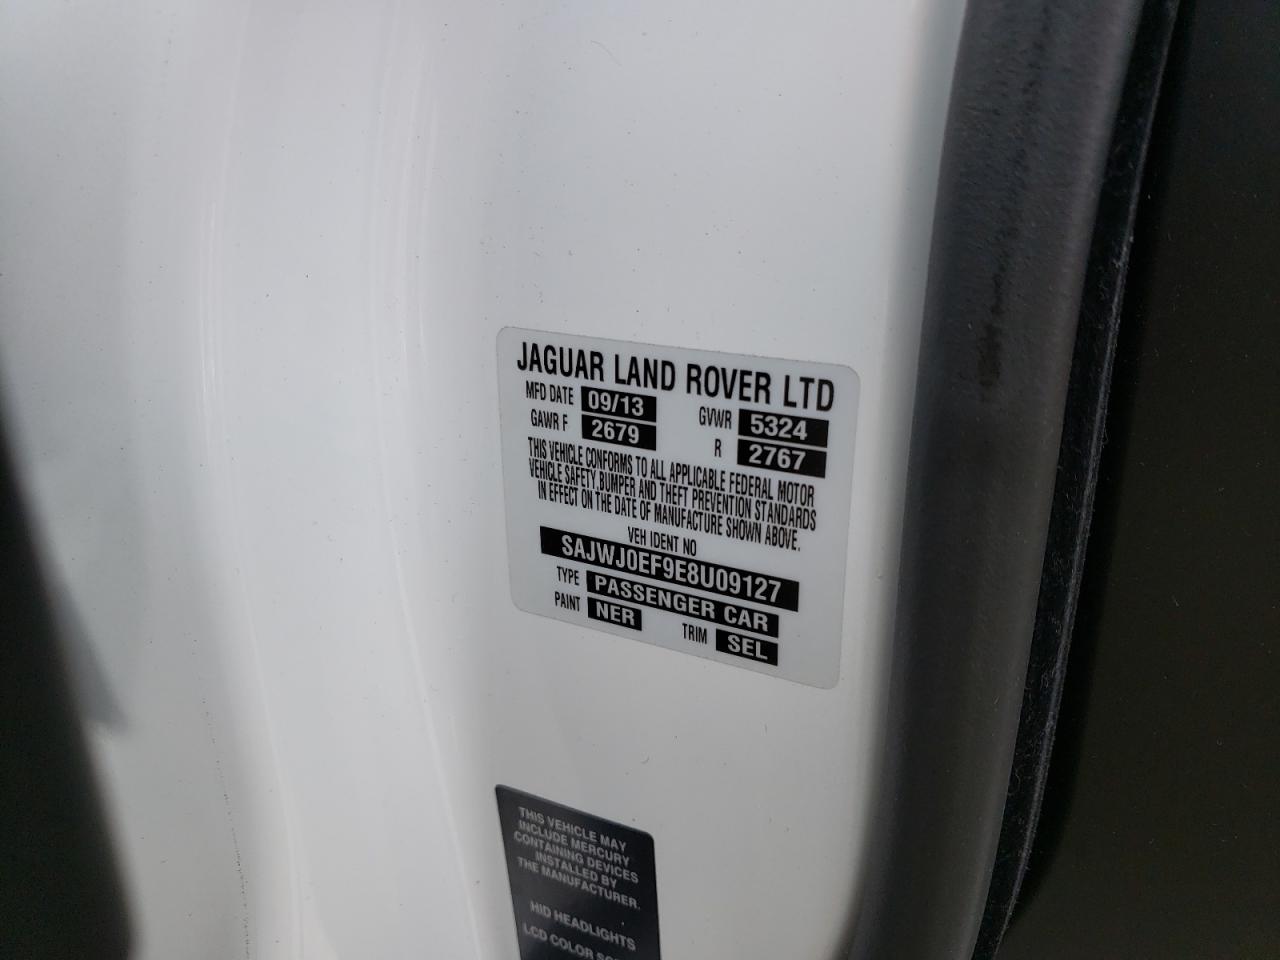 JAGUAR LAND ROVER LTD
MFD DATE 09/13 GVWR 5324
GAWR F 2679 R 2767
THIS VEHICLE CONFORMS TO ALL APPLICABLE FEDERAL MOTOR
VEHICLE SAFETY, BUMPER AND THEFT PREVENTION STANDARDS
IN EFFECT ON THE DATE OF MANUFACTURE SHOWN ABOVE.
VEH IDENT NO
SAJWJ0EF9E8U09127
TYPE PASSENGER CAR
PAINT NER TRIM SEL
THIS VEHICLE MAY
INCLUDE MERCURY
CONTAINING DEVICES
INSTALLED BY
THE MANUFACTURER.
HID HEADLIGHTS
LCD COLOR